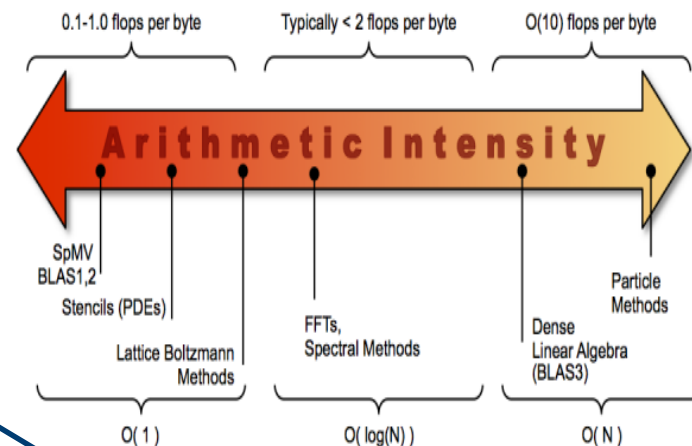 0.1-1.0 flops per byte
Typically < 2 flops per byte
O(10) flops per byte
Arithmetic Intensity
SpMV
BLAS1,2
Stencils (PDEs)
Lattice Boltzmann
Methods
FFTs,
Spectral Methods
Dense
Linear Algebra
(BLAS3)
Particle
Methods
O( 1 )
O( log(N) )
O( N )